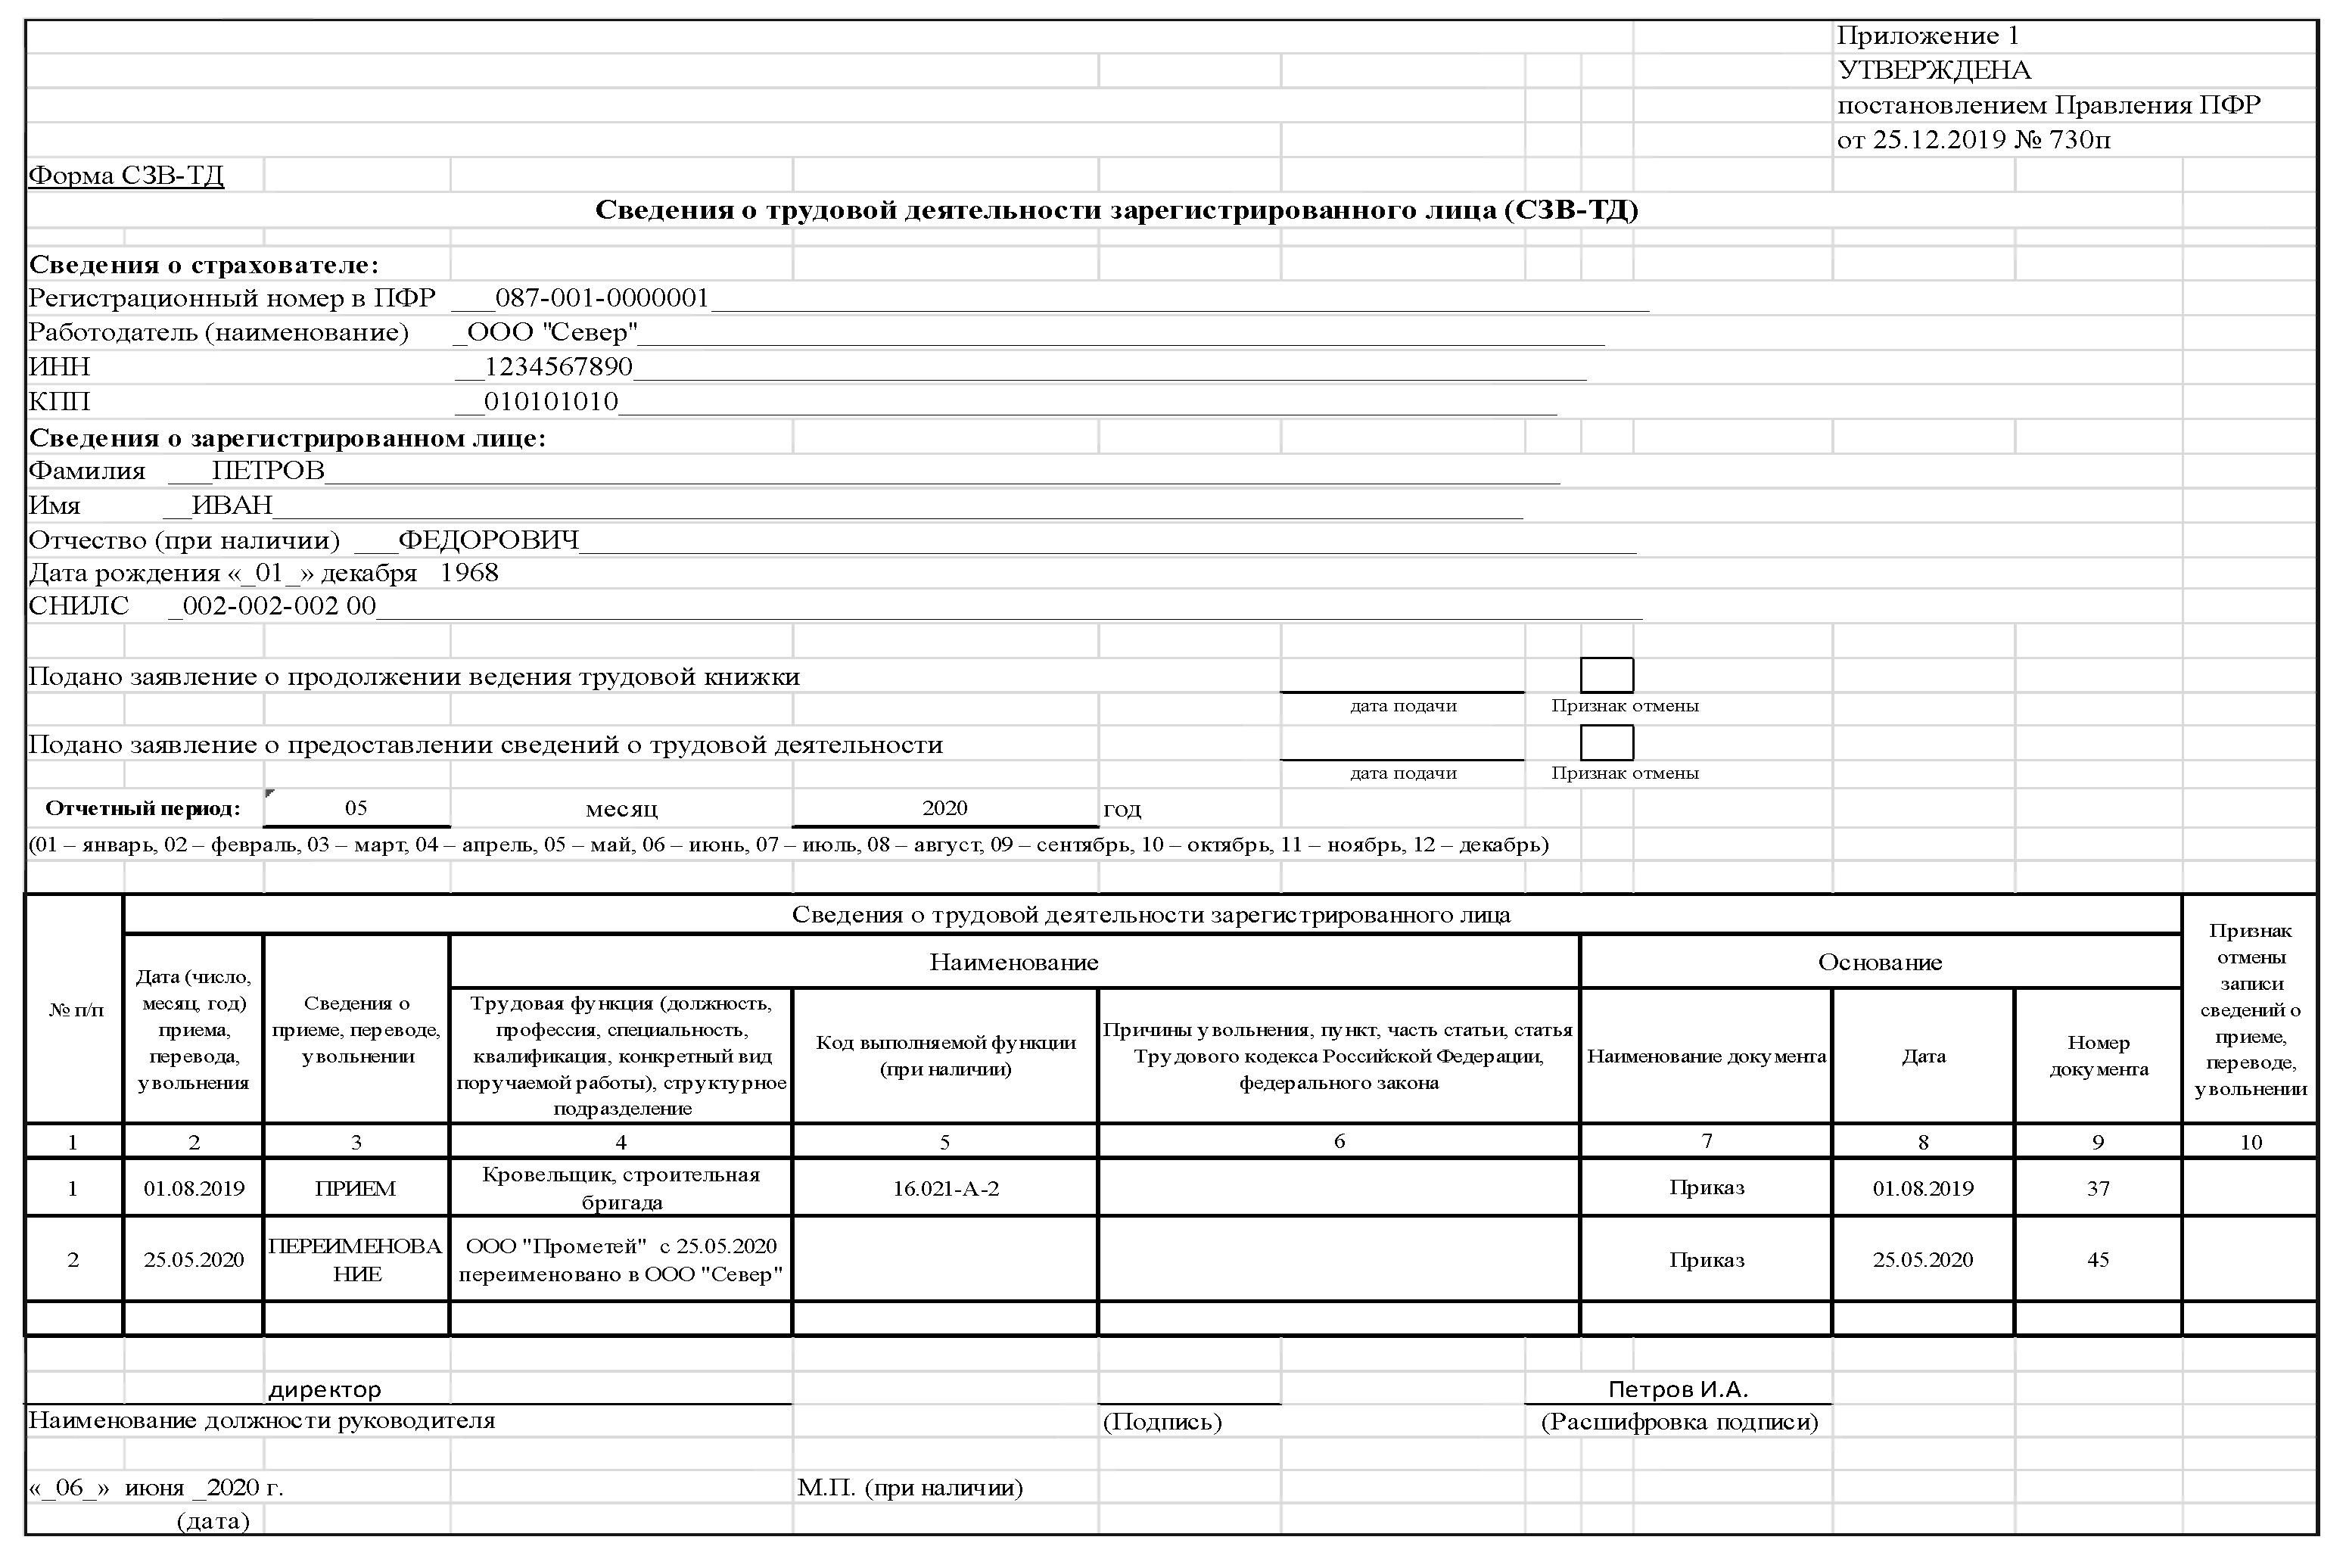 Приложение 1
УТВЕРЖДЕНА
постановлением Правления ПФР
от 25.12.2019 № 730п
Форма СЗВ-ТД
Сведения о трудовой деятельности зарегистрированного лица (СЗВ-ТД)
Сведения о страхователе:
Регистрационный номер в ПФР ___087-001-0000001
Работодатель (наименование) _ООО "Север"
ИНН __1234567890
КПП __010101010
Сведения о зарегистрированном лице:
Фамилия ___ПЕТРОВ
Имя __ИВАН
Отчество (при наличии) ___ФЕДОРОВИЧ
Дата рождения «_01_» декабря 1968
СНИЛС _002-002-002 00
Подано заявление о продолжении ведения трудовой книжки
дата подачи Признак отмены
Подано заявление о предоставлении сведений о трудовой деятельности
дата подачи Признак отмены
Отчетный период: 05 месяц 2020 год
(01 – январь, 02 – февраль, 03 – март, 04 – апрель, 05 – май, 06 – июнь, 07 – июль, 08 – август, 09 – сентябрь, 10 – октябрь, 11 – ноябрь, 12 – декабрь)
№ п/п
Сведения о трудовой деятельности зарегистрированного лица
Дата (число,
месяц, год)
приема,
перевода,
увольнения
Сведения о
приеме, переводе,
увольнении
Наименование
Трудовая функция (должность,
профессия, специальность,
квалификация, конкретный вид
поручаемой работы), структурное
подразделение
Код выполняемой функции
(при наличии)
Причины увольнения, пункт, часть статьи, статья
Трудового кодекса Российской Федерации,
федерального закона
Основание
Наименование документа
Дата
Номер
документа
Признак
отмены
записи
сведений о
приеме,
переводе,
увольнении
1 2 3 4 5 6 7 8 9 10
1 01.08.2019 ПРИЕМ
Кровельщик, строительная
бригада
16.021-А-2 Приказ 01.08.2019 37
2 25.05.2020
ПЕРЕИМЕНОВА
НИЕ
ООО "Прометей" с 25.05.2020
переименовано в ООО "Север"
Приказ 25.05.2020 45
директор Петров И.А.
Наименование должности руководителя (Подпись) (Расшифровка подписи)
«_06_» июня _2020 г. М.П. (при наличии)
(дата)